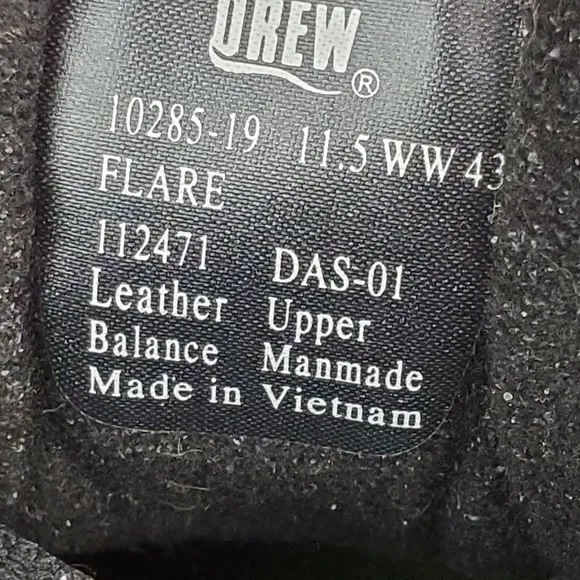 DREW ®
10285-19 11.5 WW 43
FLARE
112471 DAS-01
Leather Upper
Balance Manmade
Made in Vietnam